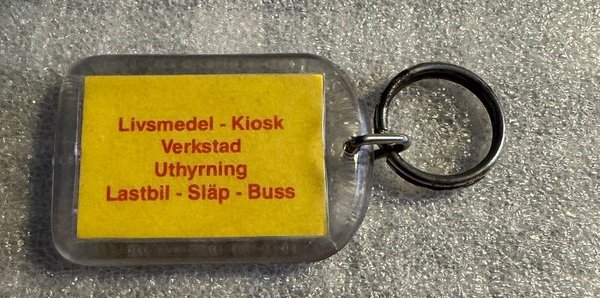 Livsmedel - Kiosk
Verkstad
Uthyrning
Lastbil - Släp - Buss